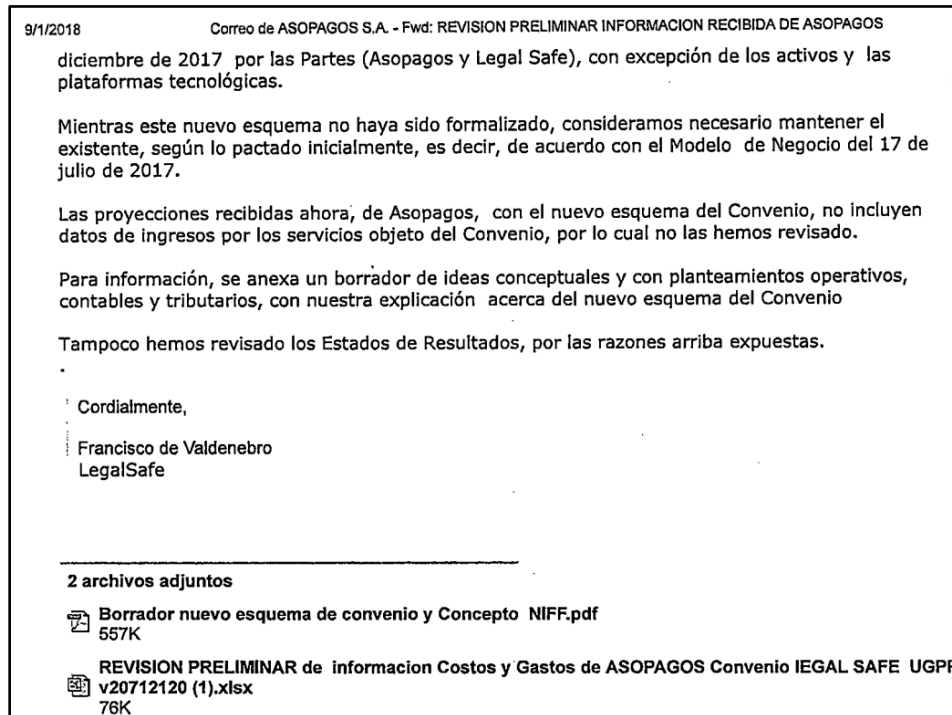 9/1/2018 Correo de ASOPAGOS S.A. - Fwd: REVISION PRELIMINAR INFORMACION RECIBIDA DE ASOPAGOS
diciembre de 2017 por las Partes (Asopagos y Legal Safe), con excepción de los activos y las
plataformas tecnológicas.
Mientras este nuevo esquema no haya sido formalizado, consideramos necesario mantener el
existente, según lo pactado inicialmente, es decir, de acuerdo con el Modelo de Negocio del 17 de
julio de 2017.
Las proyecciones recibidas ahora, de Asopagos, con el nuevo esquema del Convenio, no incluyen
datos de ingresos por los servicios objeto del Convenio, por lo cual no las hemos revisado.
Para información, se anexa un borrador de ideas conceptuales y con planteamientos operativos,
contables y tributarios, con nuestra explicación acerca del nuevo esquema del Convenio
Tampoco hemos revisado los Estados de Resultados, por las razones arriba expuestas.
.
Cordialmente,
Francisco de Valdenebro
LegalSafe
2 archivos adjuntos
Borrador nuevo esquema de convenio y Concepto NIFF.pdf
557K
REVISION PRELIMINAR de informacion Costos y Gastos de ASOPAGOS Convenio lEGAL SAFE UGPP
v20712120 (1).xlsx
76K